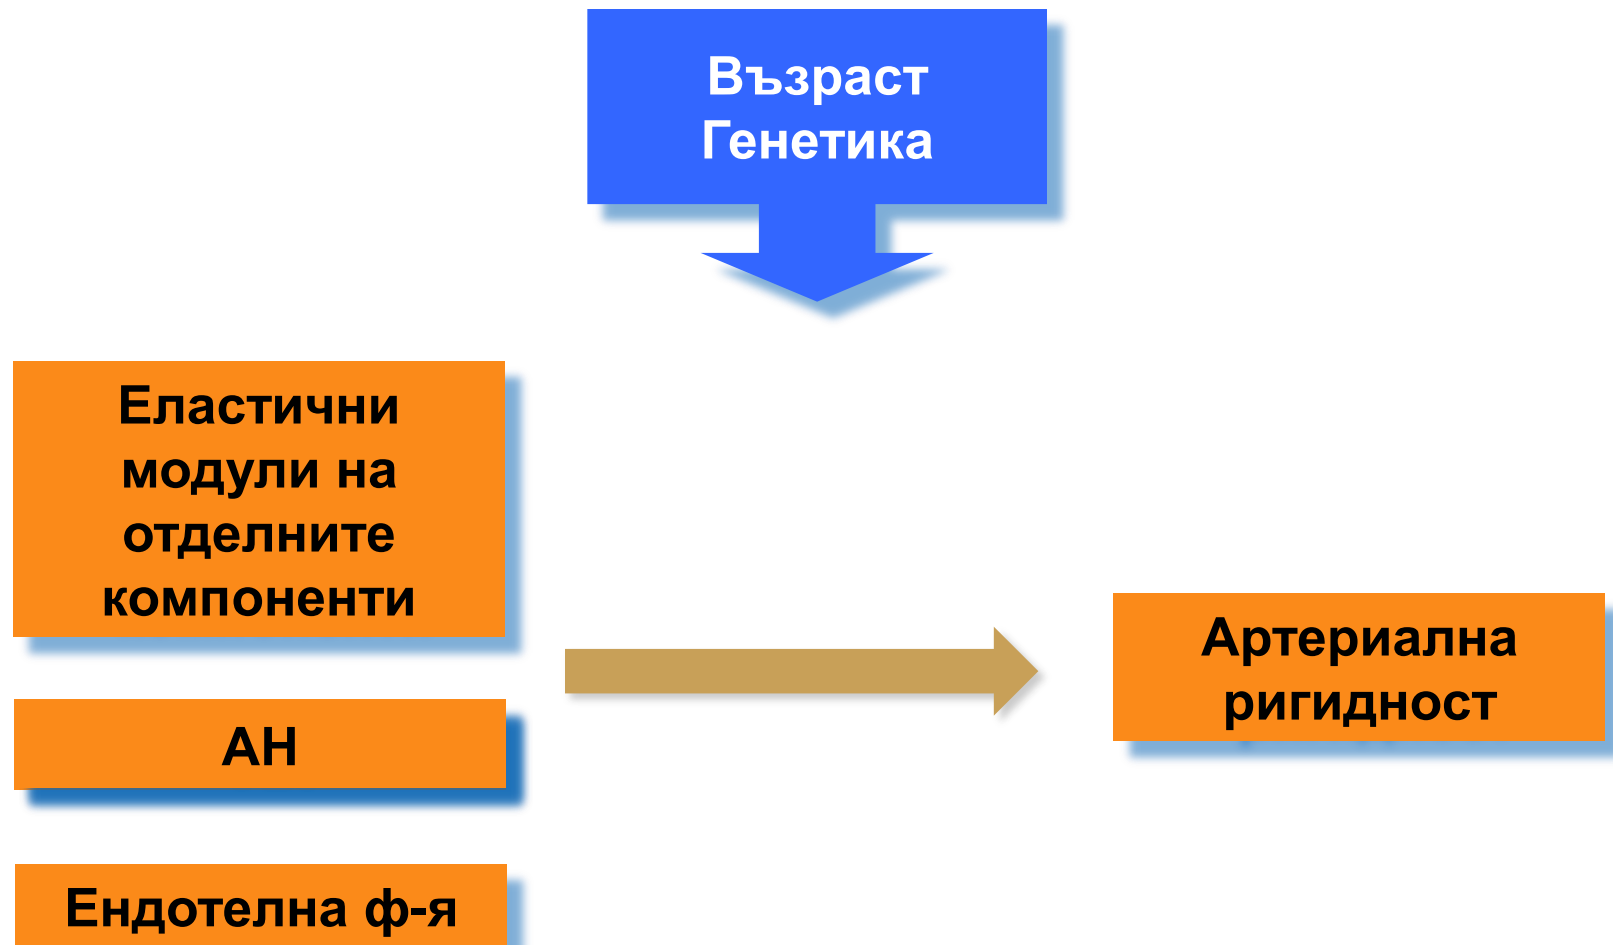 Възраст
Генетика
Еластични
модули на
отделните
компоненти
АН
Ендотелна ф-я
Артериална
ригидност